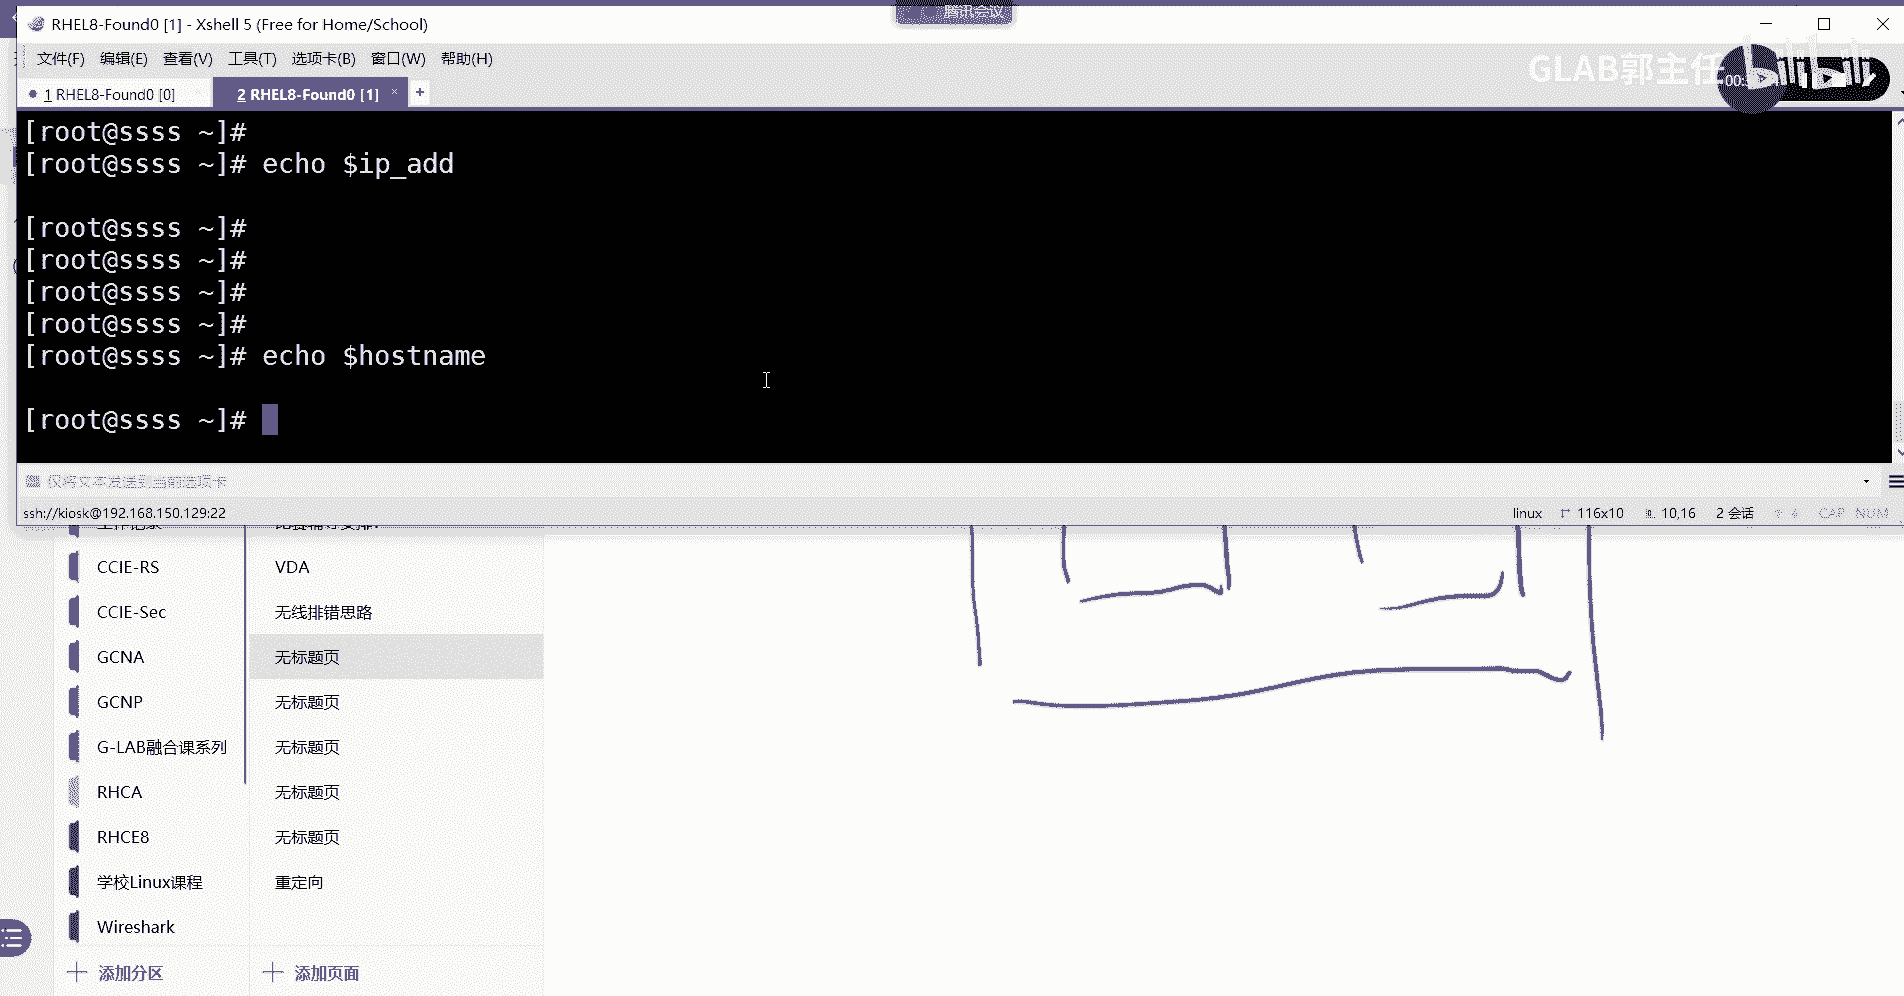 腾讯会议
RHEL8-Found0 [1] - Xshell 5 (Free for Home/School)
文件(F) 编辑(E) 查看(V) 工具(T) 选项卡(B) 窗口(W) 帮助(H)
GLAB郭主任 bilibili
00:
1 RHEL8-Found0 [0] 2 RHEL8-Found0 [1] × +
[root@ssss ~]#
[root@ssss ~]# echo $ip_add
[root@ssss ~]#
[root@ssss ~]#
[root@ssss ~]#
[root@ssss ~]#
[root@ssss ~]# echo $hostname
[root@ssss ~]#
仅将文本发送到当前选项卡
ssh://kiosk@192.168.150.129:22 linux 116x10 10,16 2 会话 CAP NUM
CCIE-RS VDA
CCIE-Sec 无线排错思路
GCNA 无标题页
GCNP 无标题页
G-LAB融合课系列 无标题页
RHCA 无标题页
RHCE8 无标题页
学校Linux课程 重定向
Wireshark
添加分区 添加页面